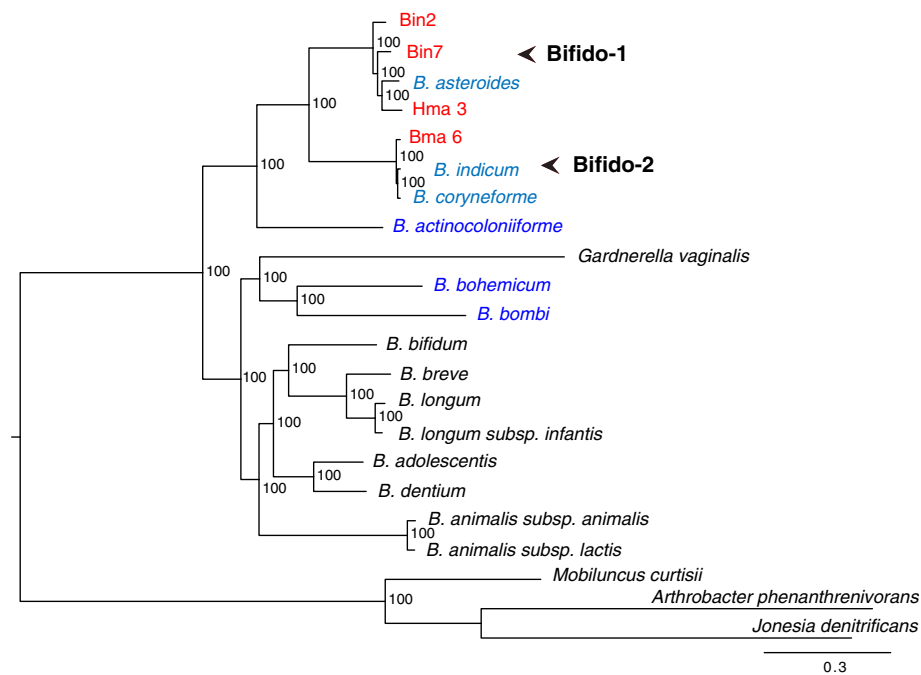 Bin2
100
Bin7
Bifido-1
100
B. asteroides
100
100
Hma 3
Bma 6
100
B. indicum
Bifido-2
100
100
B. coryneforme
B. actinocoloniiforme
Gardnerella vaginalis
100
100
B. bohemicum
100
B. bombi
B. bifidum
100
B. breve
100
100
B. longum
100
B. longum subsp. infantis
100
B. adolescentis
100
100
B. dentium
B. animalis subsp. animalis
100
B. animalis subsp. lactis
Mobiluncus curtisii
100
Arthrobacter phenanthrenivorans
Jonesia denitrificans
0.3